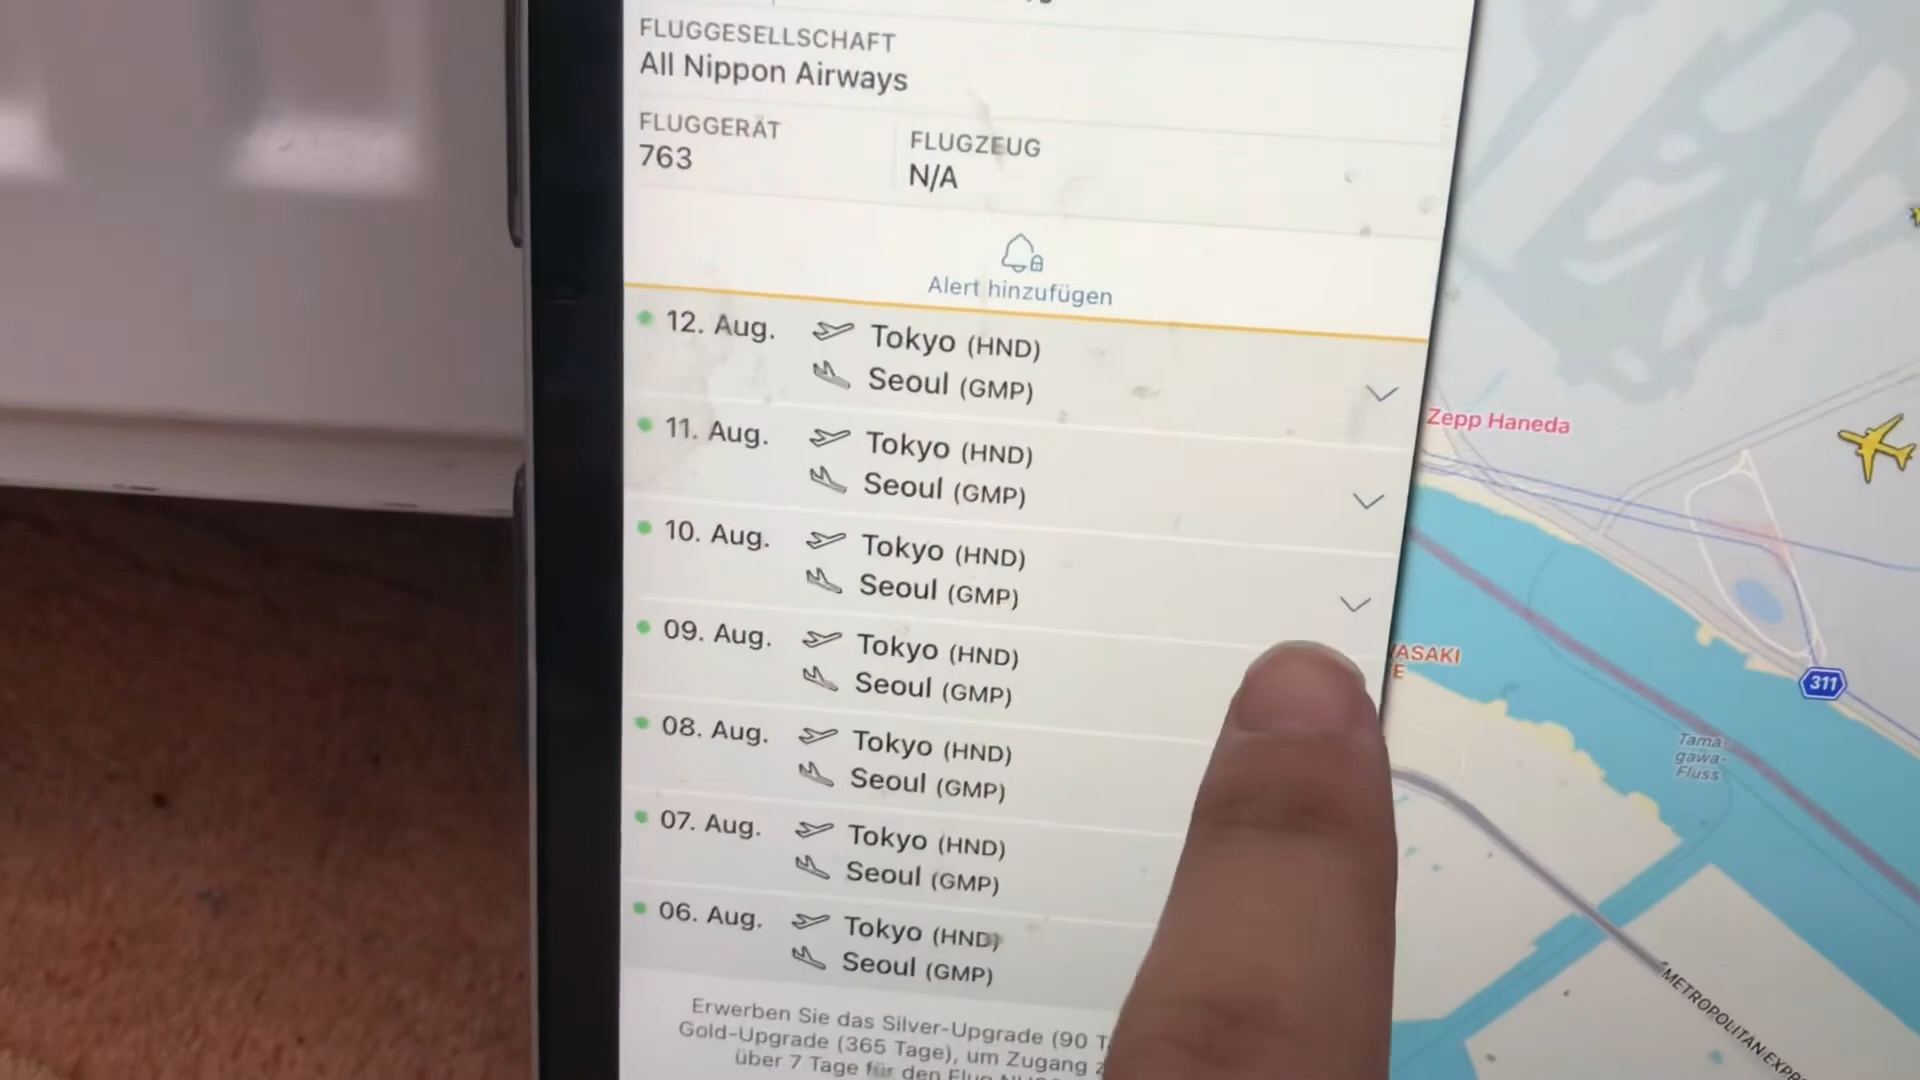 FLUGGESELLSCHAFT
All Nippon Airways
FLUGGERÄT
763
FLUGZEUG
N/A
Alert hinzufügen
12. Aug. Tokyo (HND)
Seoul (GMP)
11. Aug. Tokyo (HND)
Seoul (GMP)
10. Aug. Tokyo (HND)
Seoul (GMP)
09. Aug. Tokyo (HND)
Seoul (GMP)
08. Aug. Tokyo (HND)
Seoul (GMP)
07. Aug. Tokyo (HND)
Seoul (GMP)
06. Aug. Tokyo (HND)
Seoul (GMP)
Erwerben Sie das Silver-Upgrade (90
Gold-Upgrade (365 Tage), um Zugang
über 7 Tage für den
Zepp Haneda
311
Tama-
gawa-
Fluss
METROPOLITAN